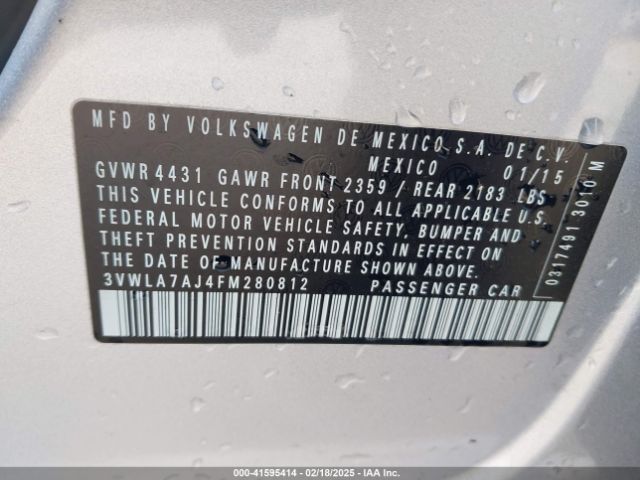 MFD BY VOLKSWAGEN DE MEXICO,S.A. DE C.V.
MEXICO 01/15
GVWR 4431 GAWR FRONT 2359 / REAR 2183 LBS
THIS VEHICLE CONFORMS TO ALL APPLICABLE U.S.
FEDERAL MOTOR VEHICLE SAFETY, BUMPER AND
THEFT PREVENTION STANDARDS IN EFFECT ON
THE DATE OF MANUFACTURE SHOWN ABOVE.
3VWLA7AJ4FM280812 PASSENGER CAR
0317491 3010 M
000-41595414 - 02/18/2025 - IAAI.COM